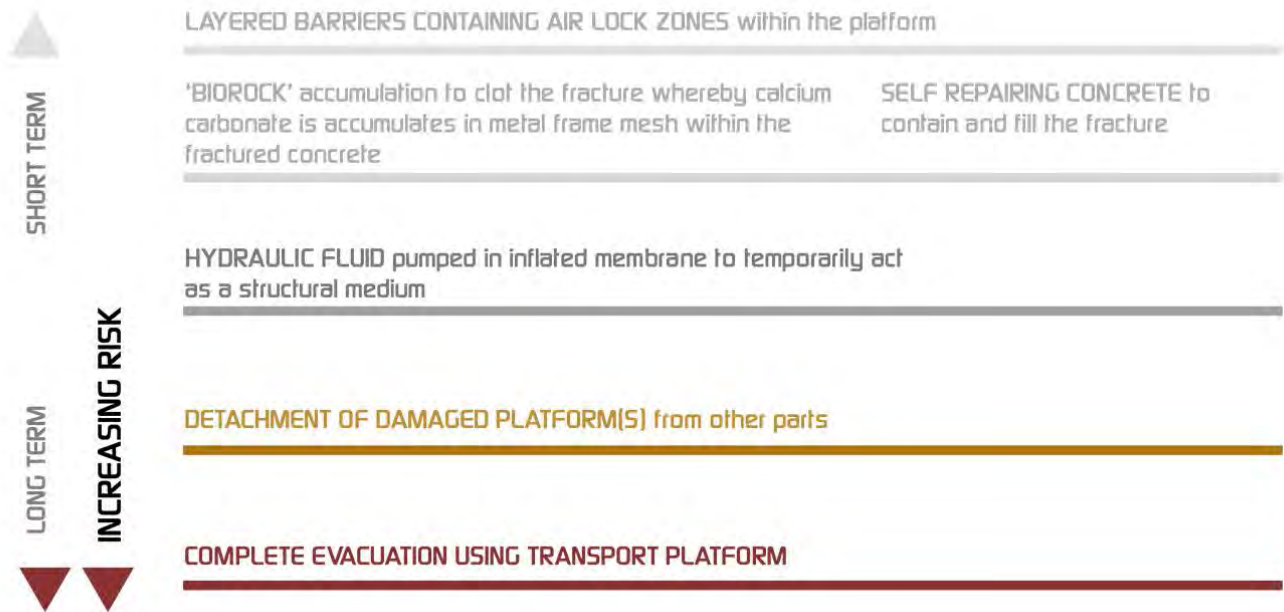 LAYERED BARRIERS CONTAINING AIR LOCK ZONES within the platform
'BIOROCK' accumulation to clot the fracture whereby calcium
carbonate is accumulates in metal frame mesh within the
fractured concrete
SELF REPAIRING CONCRETE to
contain and fill the fracture
SHORT TERM
HYDRAULIC FLUID pumped in inflated membrane to temporarily act
as a structural medium
INCREASING RISK
LONG TERM
DETACHMENT OF DAMAGED PLATFORM(S) from other parts
COMPLETE EVACUATION USING TRANSPORT PLATFORM